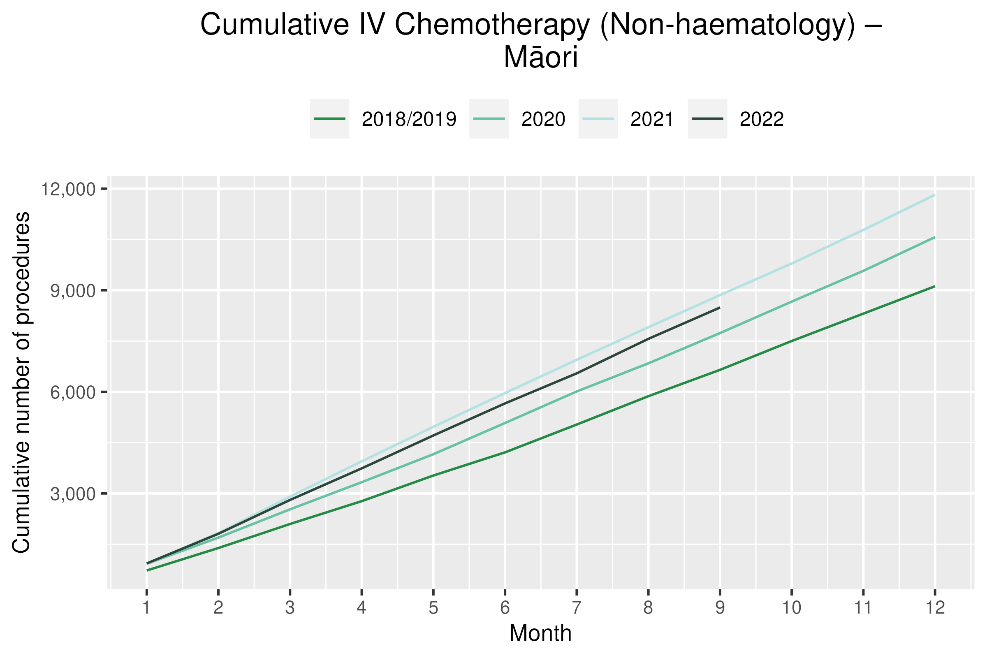 Cumulative IV Chemotherapy (Non-haematology) –
Māori
2018/2019 2020 2021 2022
Cumulative number of procedures
12,000
9,000
6,000
3,000
1 2 3 4 5 6 7 8 9 10 11 12
Month